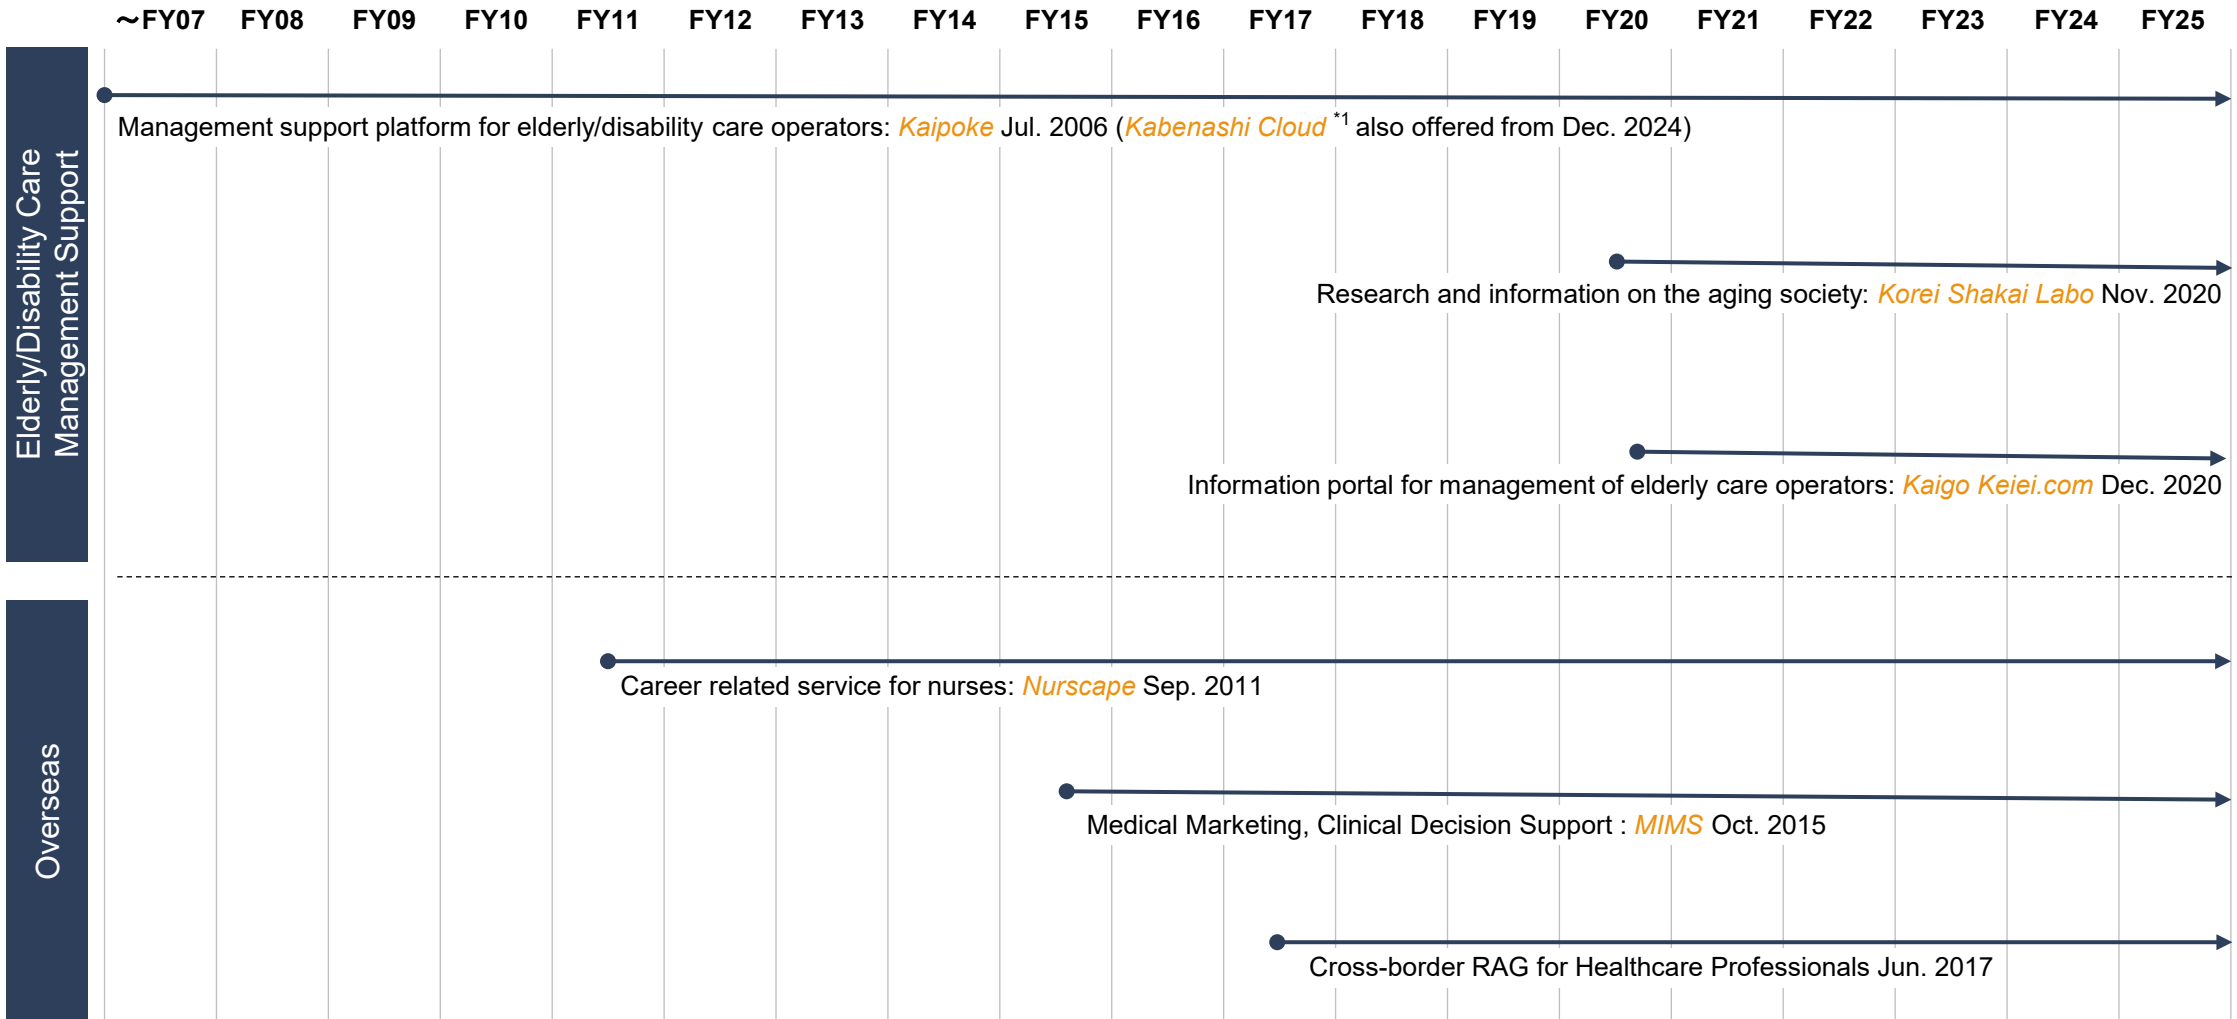 ～FY07 FY08 FY09 FY10 FY11 FY12 FY13 FY14 FY15 FY16 FY17 FY18 FY19 FY20 FY21 FY22 FY23 FY24 FY25
Elderly/Disability Care
Management Support
Management support platform for elderly/disability care operators: Kaipoke Jul. 2006 (Kabenashi Cloud *1 also offered from Dec. 2024)
Research and information on the aging society: Korei Shakai Labo Nov. 2020
Information portal for management of elderly care operators: Kaigo Keiei.com Dec. 2020
Overseas
Career related service for nurses: Nurscape Sep. 2011
Medical Marketing, Clinical Decision Support : MIMS Oct. 2015
Cross-border RAG for Healthcare Professionals Jun. 2017